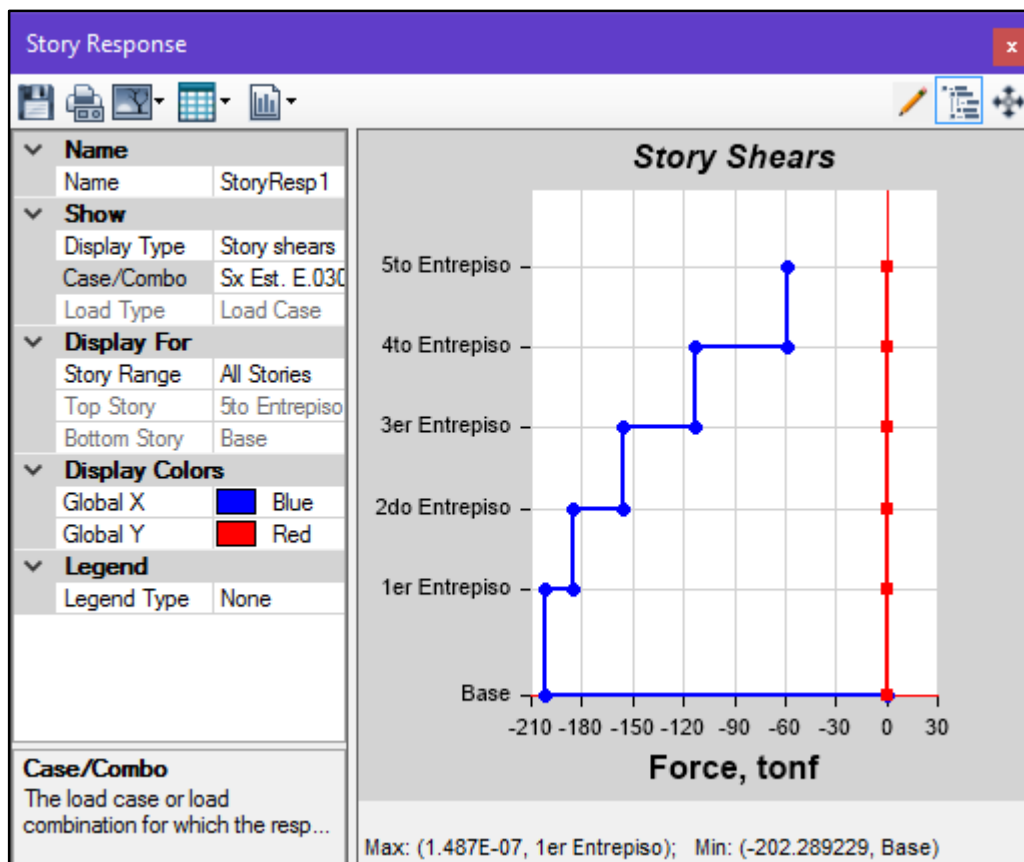 Story Response
x
Name
Name StoryResp1
Show
Display Type Story shears
Case/Combo Sx Est. E.030
Load Type Load Case
Display For
Story Range All Stories
Top Story 5to Entrepiso
Bottom Story Base
Display Colors
Global X Blue
Global Y Red
Legend
Legend Type None
Case/Combo
The load case or load
combination for which the resp...
Story Shears
5to Entrepiso
4to Entrepiso
3er Entrepiso
2do Entrepiso
1er Entrepiso
Base
-210 -180 -150 -120 -90 -60 -30 0 30
Force, tonf
Max: (1.487E-07, 1er Entrepiso); Min: (-202.289229, Base)